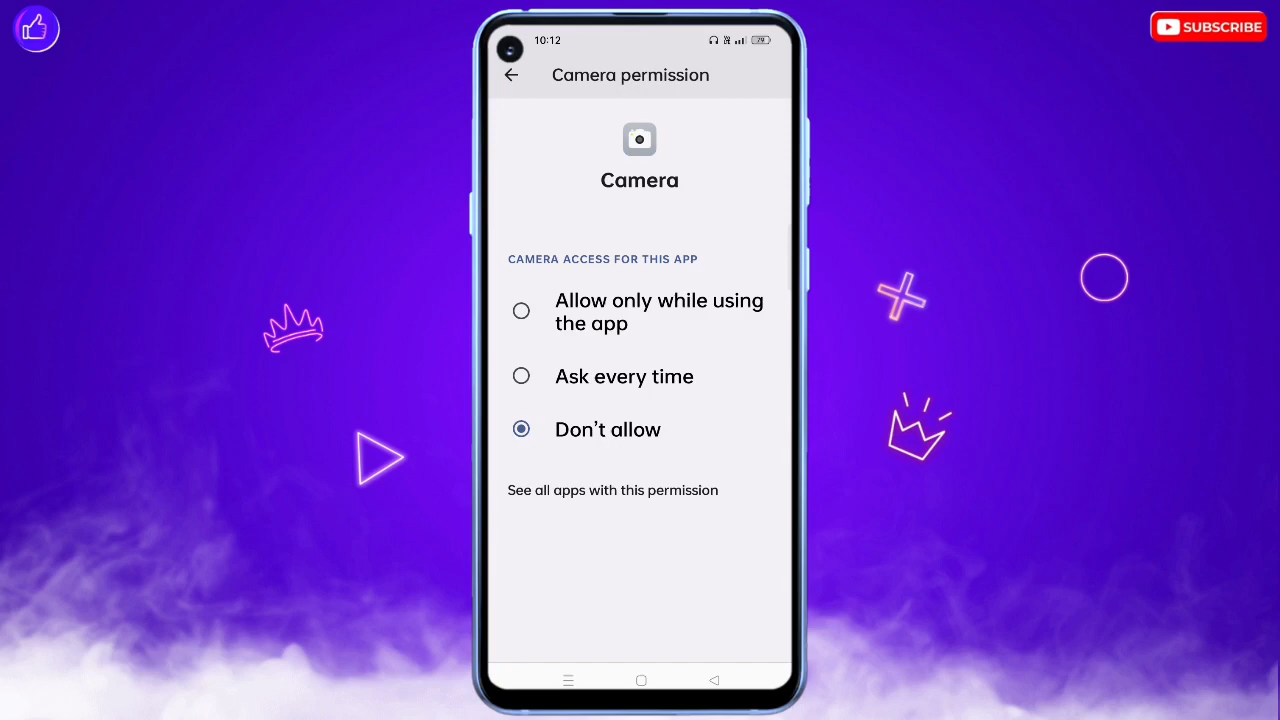 SUBSCRIBE
10:12
79
Camera permission
Camera
CAMERA ACCESS FOR THIS APP
Allow only while using
the app
Ask every time
Don't allow
See all apps with this permission